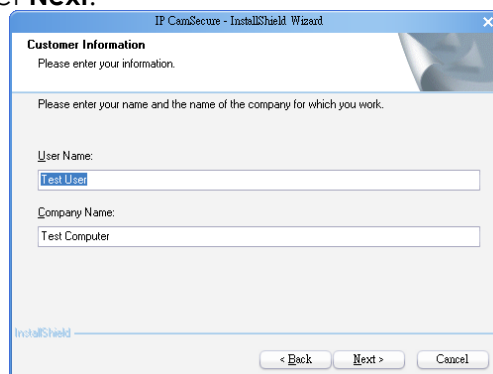 Next.
IP CamSecure - InstallShield Wizard
Customer Information
Please enter your information.
Please enter your name and the name of the company for which you work.
User Name:
Test User
Company Name:
Test Computer
InstallShield
< Back Next > Cancel